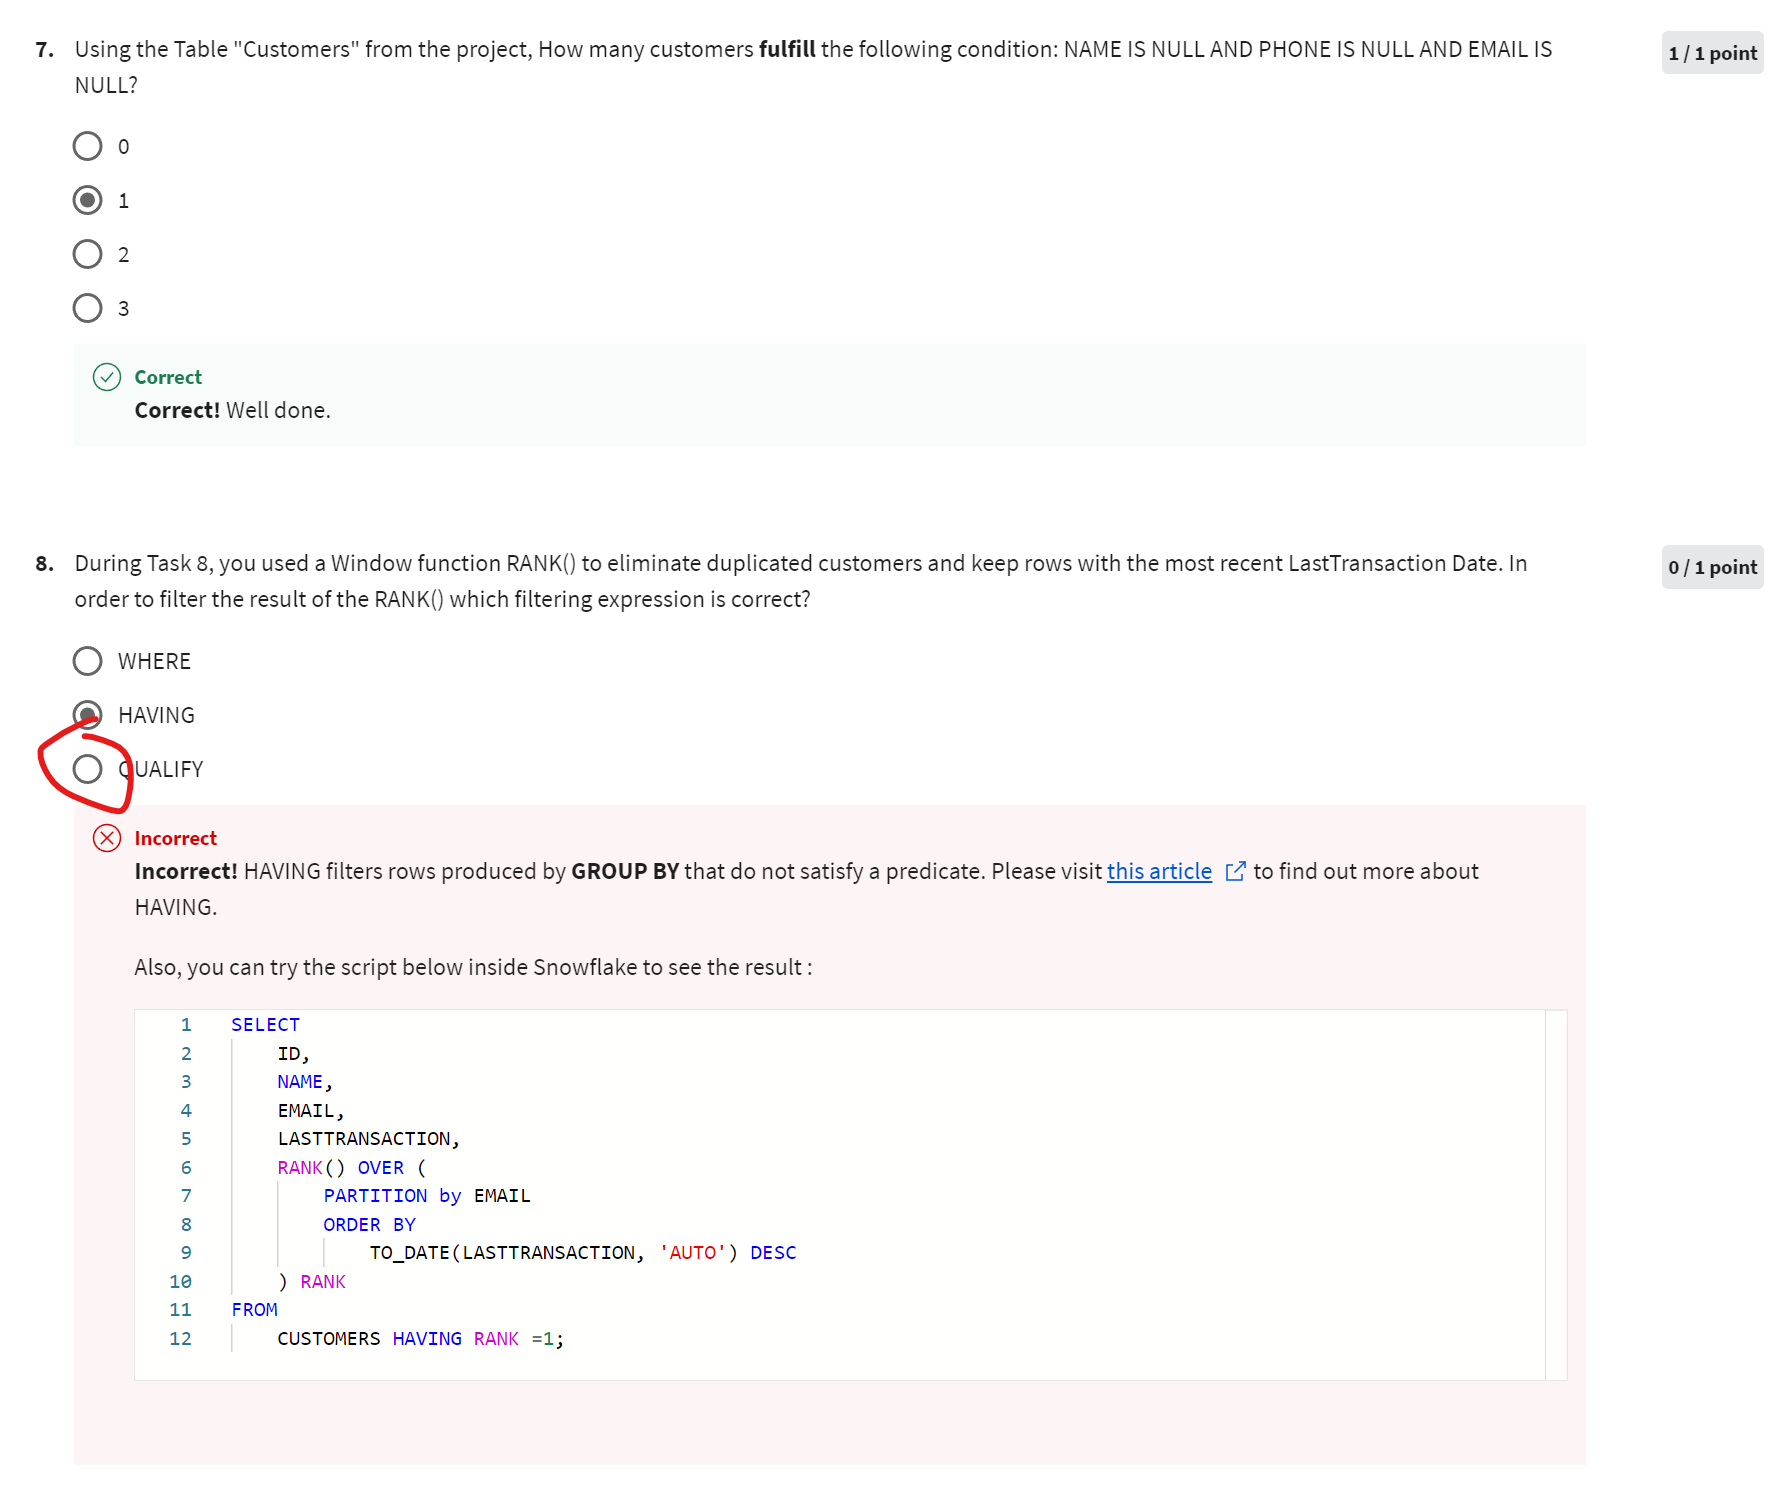 7. Using the Table "Customers" from the project, How many customers fulfill the following condition: NAME IS NULL AND PHONE IS NULL AND EMAIL IS
NULL?
1 / 1 point
0
1
2
3
Correct
Correct! Well done.
8. During Task 8, you used a Window function RANK() to eliminate duplicated customers and keep rows with the most recent LastTransaction Date. In
order to filter the result of the RANK() which filtering expression is correct?
0 / 1 point
WHERE
HAVING
QUALIFY
Incorrect
Incorrect! HAVING filters rows produced by GROUP BY that do not satisfy a predicate. Please visit this article to find out more about
HAVING.
Also, you can try the script below inside Snowflake to see the result :
1 SELECT
2 ID,
3 NAME,
4 EMAIL,
5 LASTTRANSACTION,
6 RANK() OVER (
7 PARTITION by EMAIL
8 ORDER BY
9 TO_DATE(LASTTRANSACTION, 'AUTO') DESC
10 ) RANK
11 FROM
12 CUSTOMERS HAVING RANK =1;